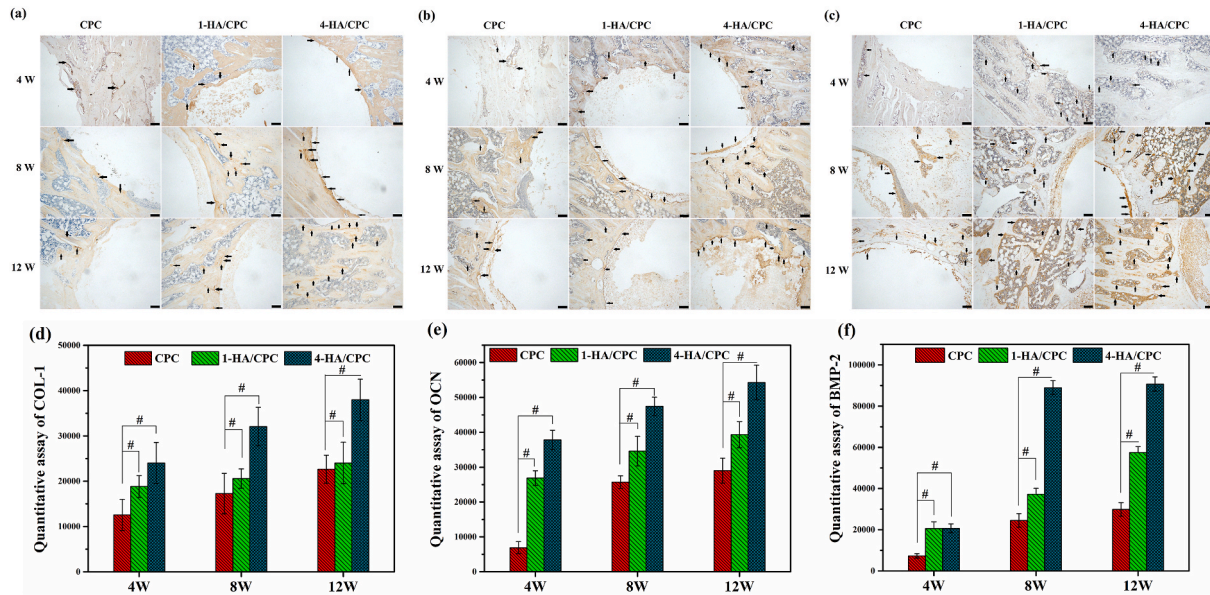 (a)
CPC 1-HA/CPC 4-HA/CPC
4 W
8 W
12 W
(b)
CPC 1-HA/CPC 4-HA/CPC
4 W
8 W
12 W
(c)
CPC 1-HA/CPC 4-HA/CPC
4 W
8 W
12 W
(d)
Quantitative assay of COL-1
50000
40000
30000
20000
10000
0
CPC 1-HA/CPC 4-HA/CPC
# # # # # #
4W 8W 12W
(e)
Quantitative assay of OCN
60000
50000
40000
30000
20000
10000
0
CPC 1-HA/CPC 4-HA/CPC
# # # # # #
4W 8W 12W
(f)
Quantitative assay of BMP-2
100000
80000
60000
40000
20000
0
CPC 1-HA/CPC 4-HA/CPC
# # # # # #
4W 8W 12W